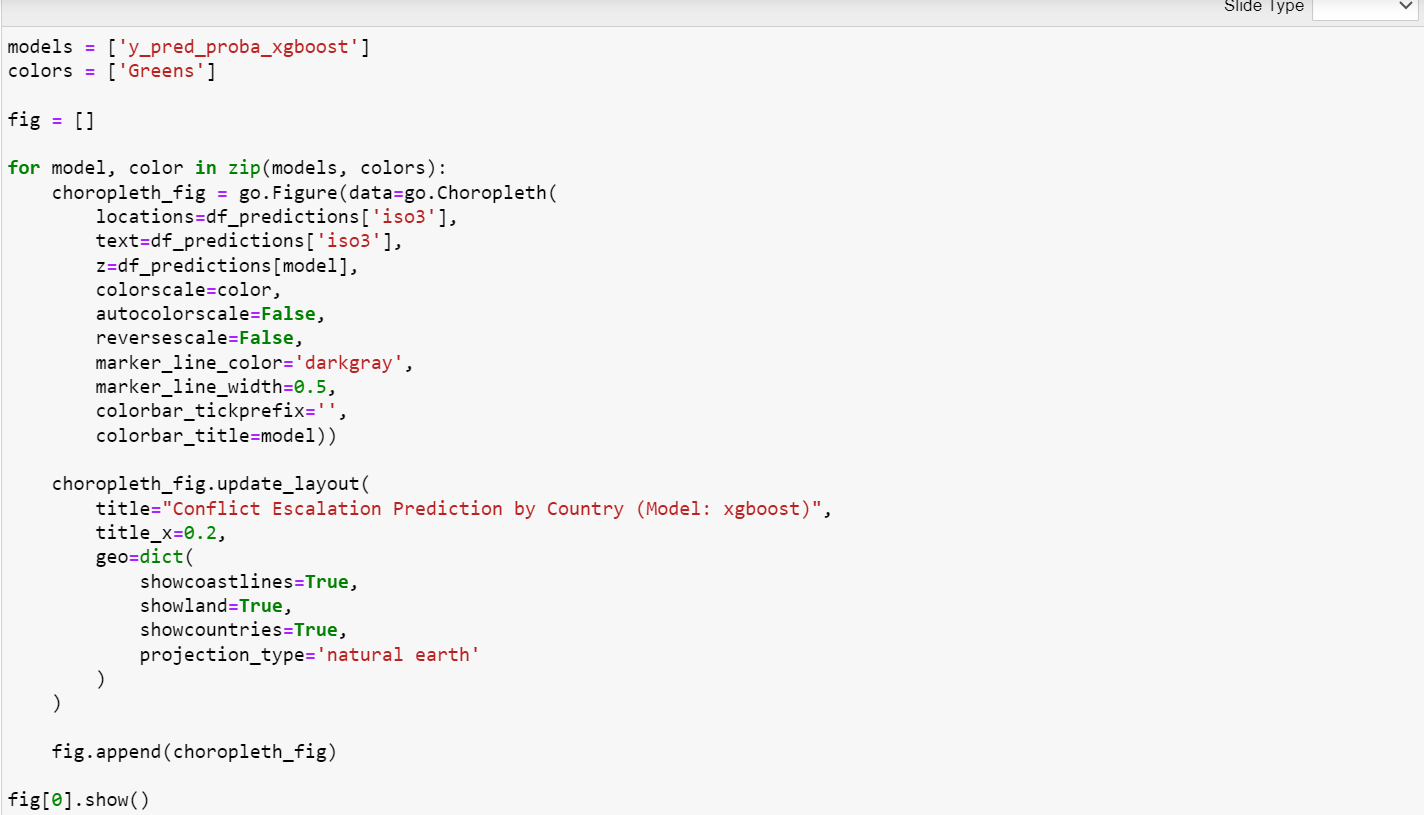 Slide Type
models = ['y_pred_proba_xgboost']
colors = ['Greens']
fig = []
for model, color in zip(models, colors):
    choropleth_fig = go.Figure(data=go.Choropleth(
        locations=df_predictions['iso3'],
        text=df_predictions['iso3'],
        z=df_predictions[model],
        colorscale=color,
        autocolorscale=False,
        reversescale=False,
        marker_line_color='darkgray',
        marker_line_width=0.5,
        colorbar_tickprefix='',
        colorbar_title=model))
    choropleth_fig.update_layout(
        title="Conflict Escalation Prediction by Country (Model: xgboost)",
        title_x=0.2,
        geo=dict(
            showcoastlines=True,
            showland=True,
            showcountries=True,
            projection_type='natural earth'
        )
    )
    fig.append(choropleth_fig)
fig[0].show()